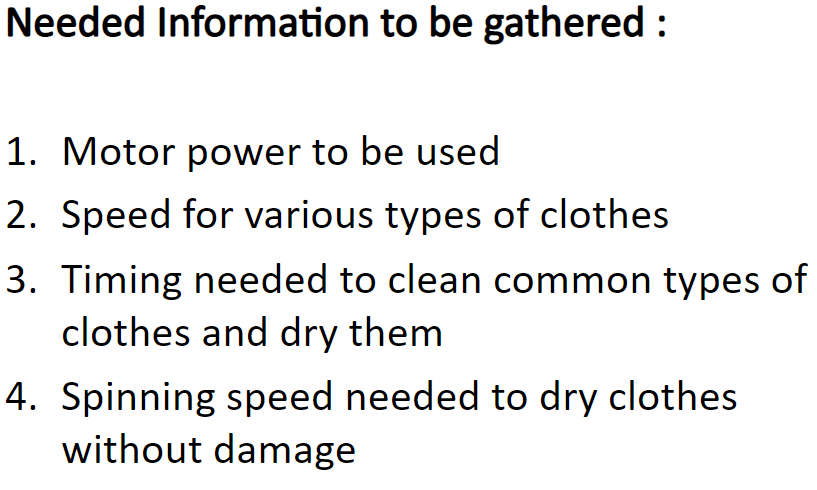 Needed Information to be gathered :
1. Motor power to be used
2. Speed for various types of clothes
3. Timing needed to clean common types of
clothes and dry them
4. Spinning speed needed to dry clothes
without damage